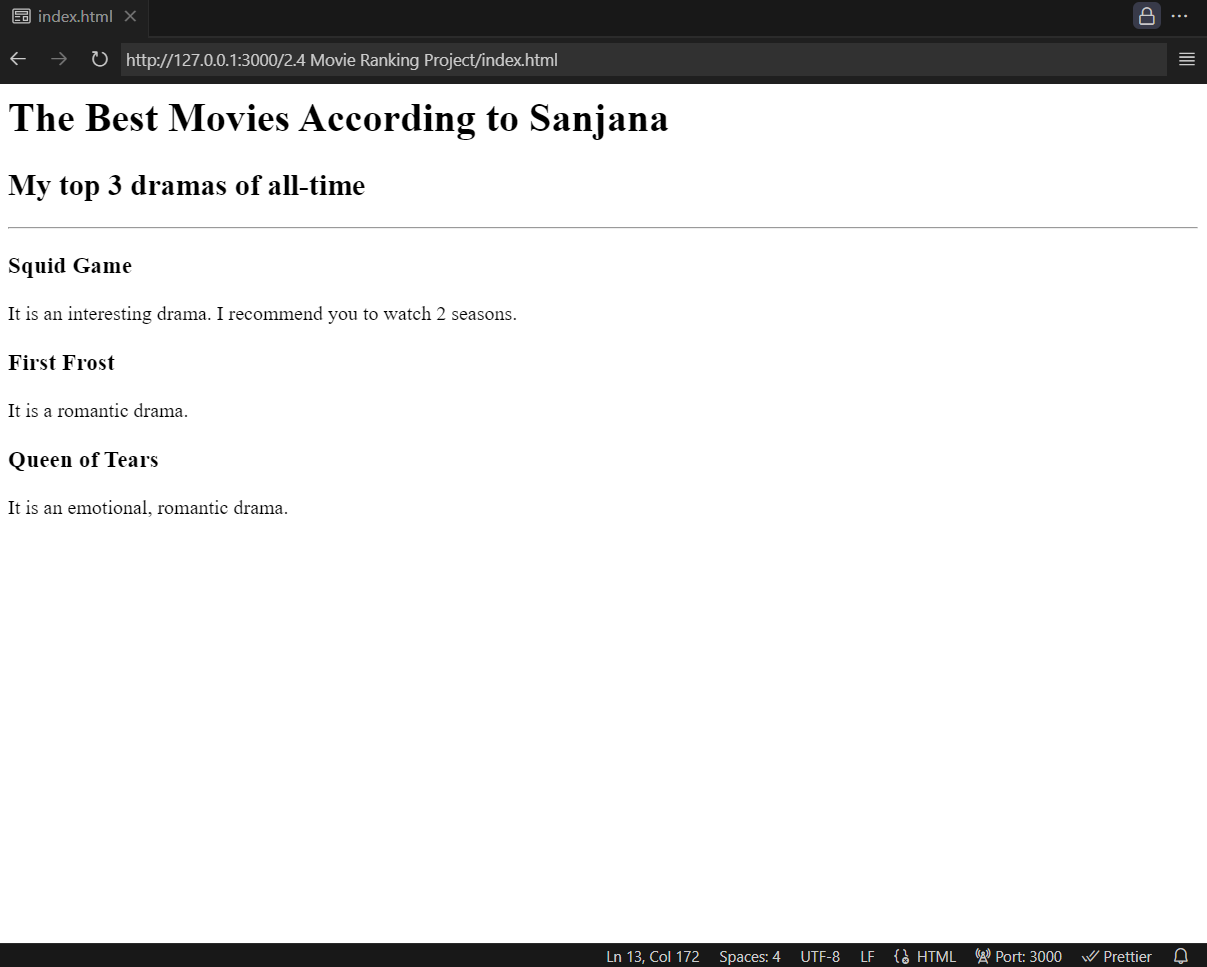 index.html
http://127.0.0.1:3000/2.4 Movie Ranking Project/index.html
The Best Movies According to Sanjana
My top 3 dramas of all-time
Squid Game
It is an interesting drama. I recommend you to watch 2 seasons.
First Frost
It is a romantic drama.
Queen of Tears
It is an emotional, romantic drama.
Ln 13, Col 172 Spaces: 4 UTF-8 LF HTML Port: 3000 Prettier